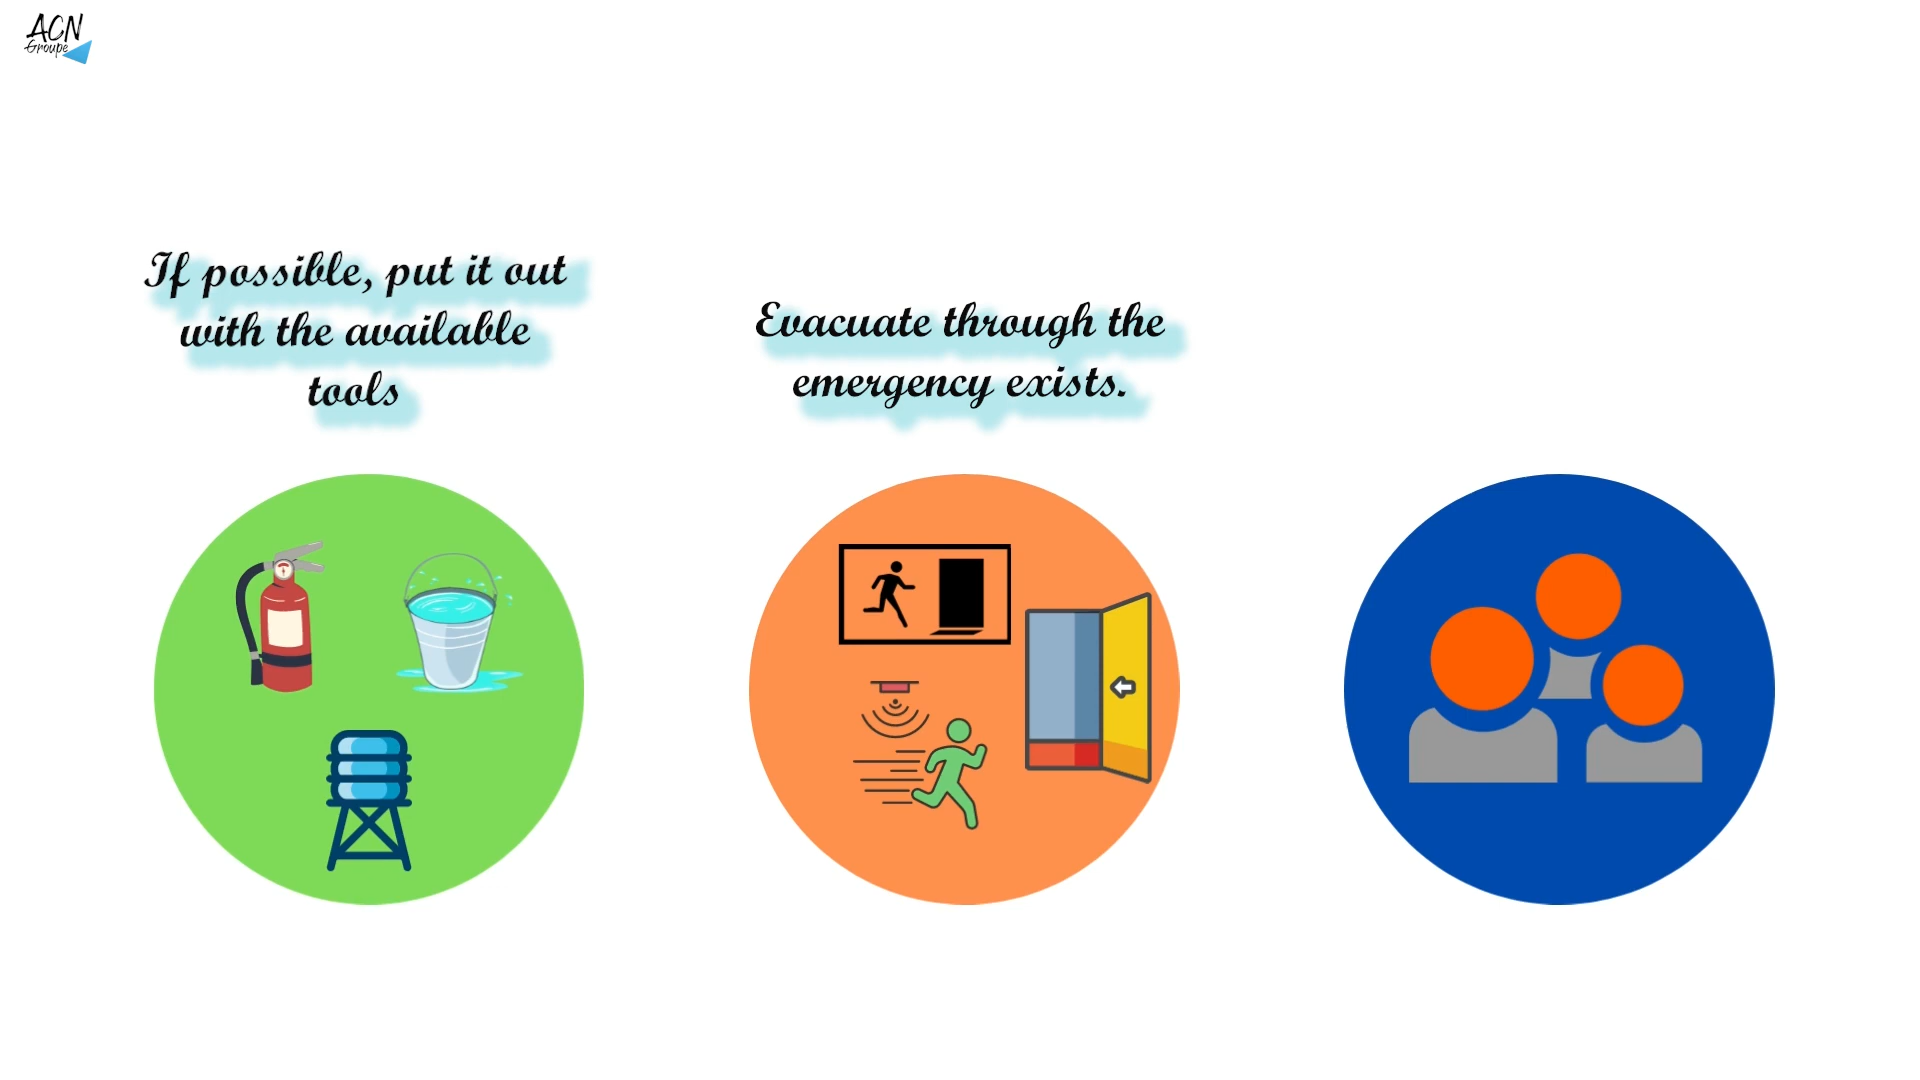 ACN
Groupe
If possible, put it out
with the available
tools
Evacuate through the
emergency exists.